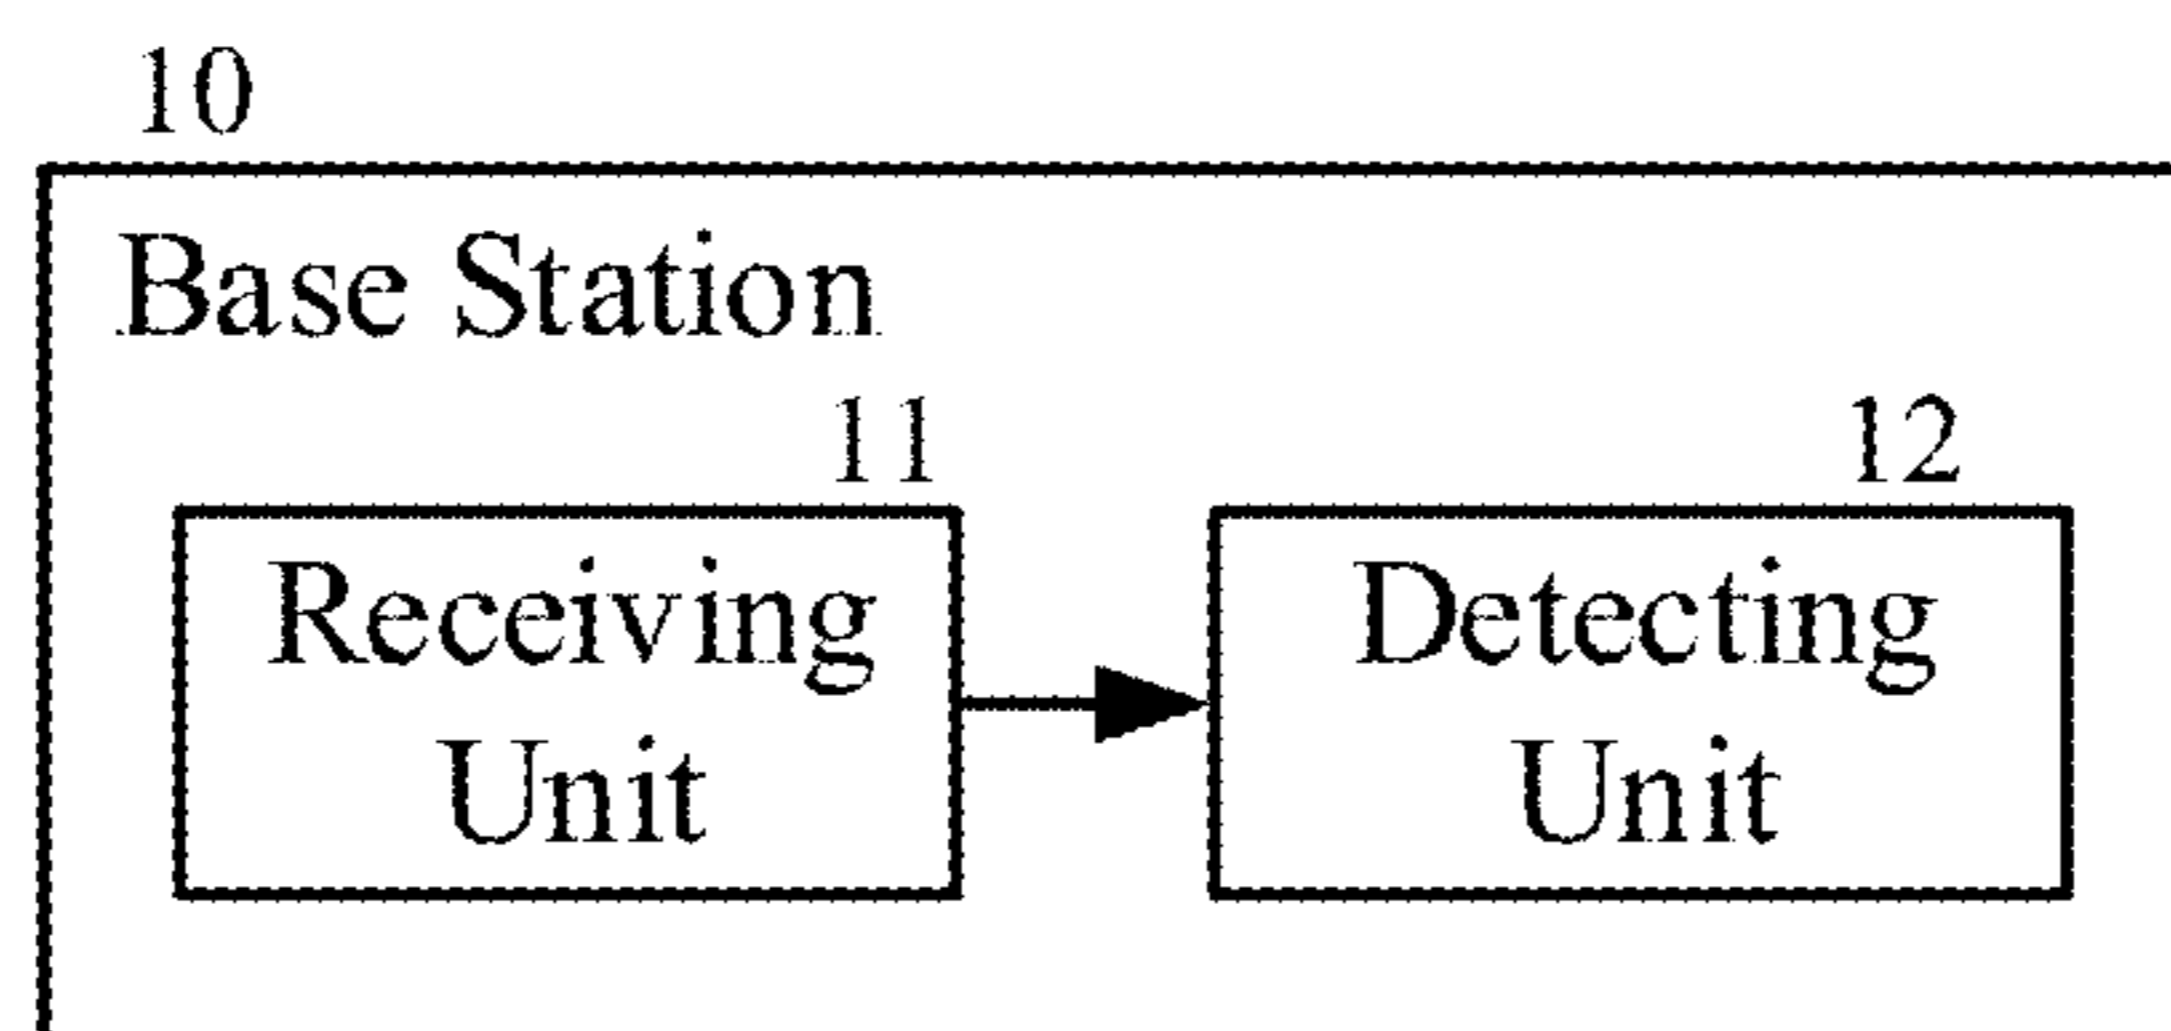 10
Base Station
11
12
Receiving
Unit
Detecting
Unit